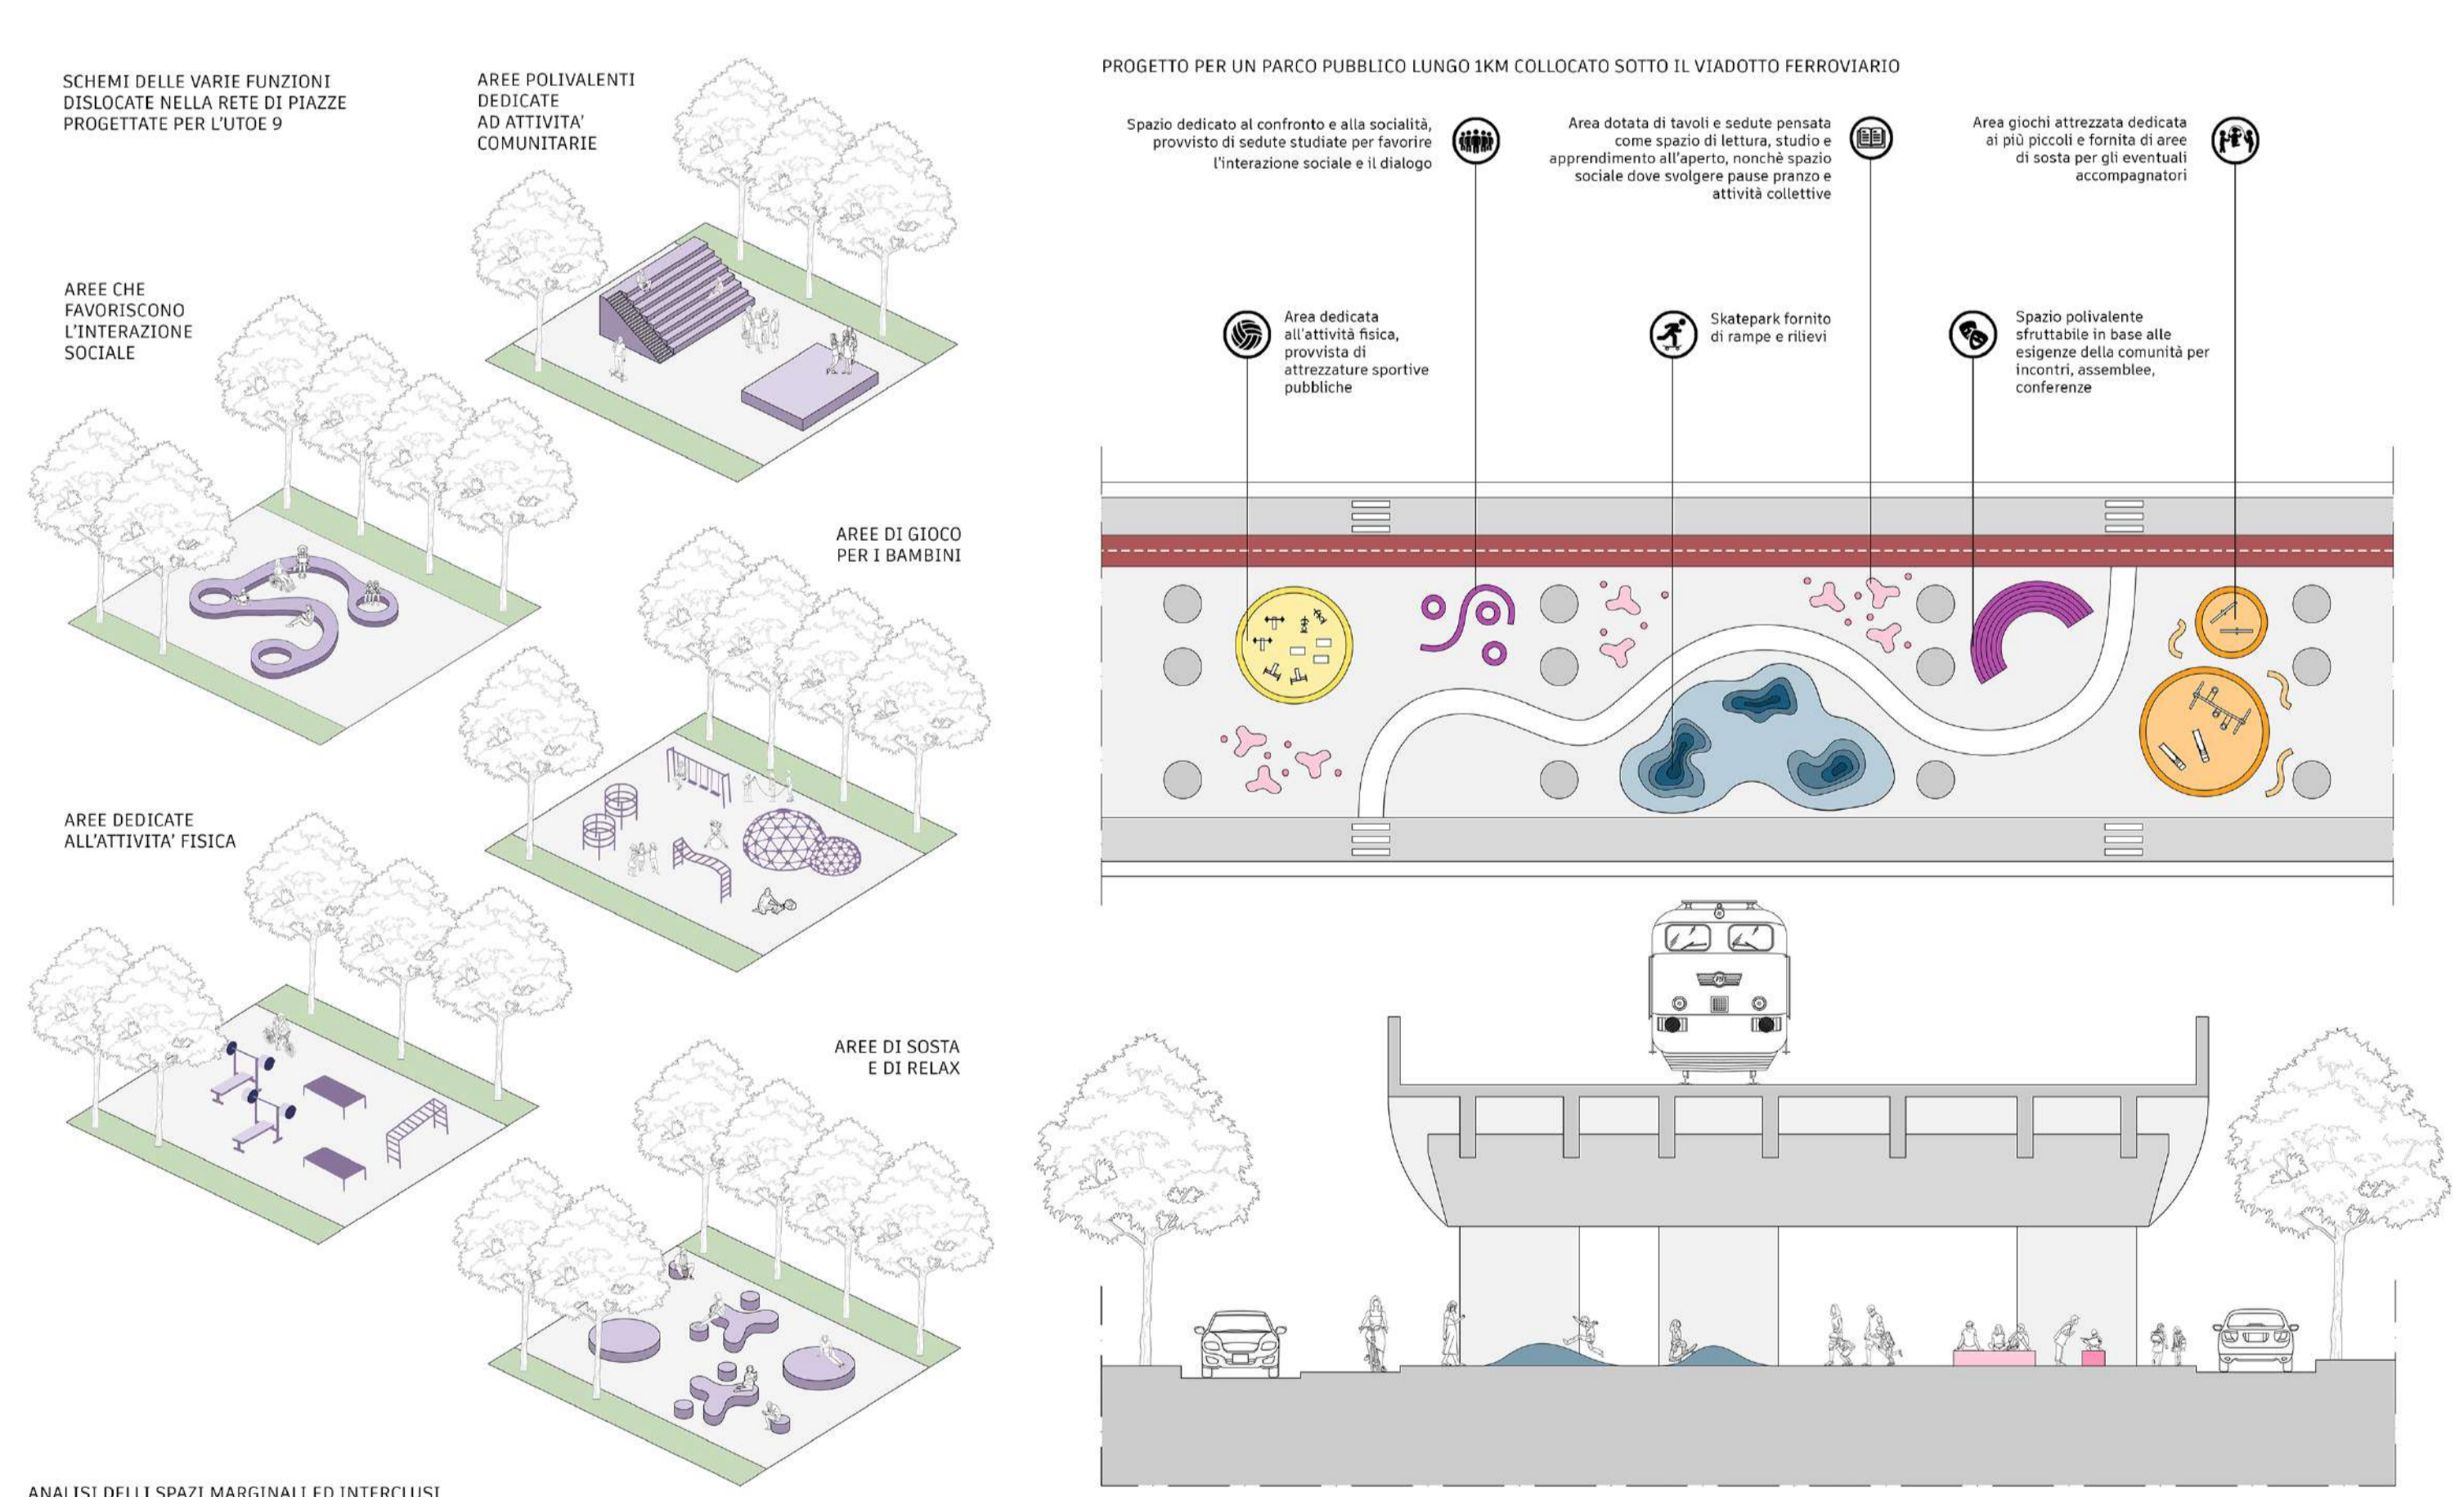 SCHEMI DELLE VARIE FUNZIONI
DISLOCATE NELLA RETE DI PIAZZE
PROGETTATE PER L'UTOE 9
AREE POLIVALENTI
DEDICATE
AD ATTIVITA'
COMUNITARIE
AREE CHE
FAVORISCONO
L'INTERAZIONE
SOCIALE
AREE DI GIOCO
PER I BAMBINI
AREE DEDICATE
ALL'ATTIVITA' FISICA
AREE DI SOSTA
E DI RELAX
ANALISI DELLI SPAZI MARGINALI ED INTERCLUSI
PROGETTO PER UN PARCO PUBBLICO LUNGO 1KM COLLOCATO SOTTO IL VIADOTTO FERROVIARIO
Spazio dedicato al confronto e alla socialità,
provvisto di sedute studiate per favorire
l'interazione sociale e il dialogo
Area dotata di tavoli e sedute pensata
come spazio di lettura, studio e
apprendimento all'aperto, nonchè spazio
sociale dove svolgere pause pranzo e
attività collettive
Area giochi attrezzata dedicata
ai più piccoli e fornita di aree
di sosta per gli eventuali
accompagnatori
Area dedicata
all'attività fisica,
provvista di
attrezzature sportive
pubbliche
Skatepark fornito
di rampe e rilievi
Spazio polivalente
sfruttabile in base alle
esigenze della comunità per
incontri, assemblee,
conferenze